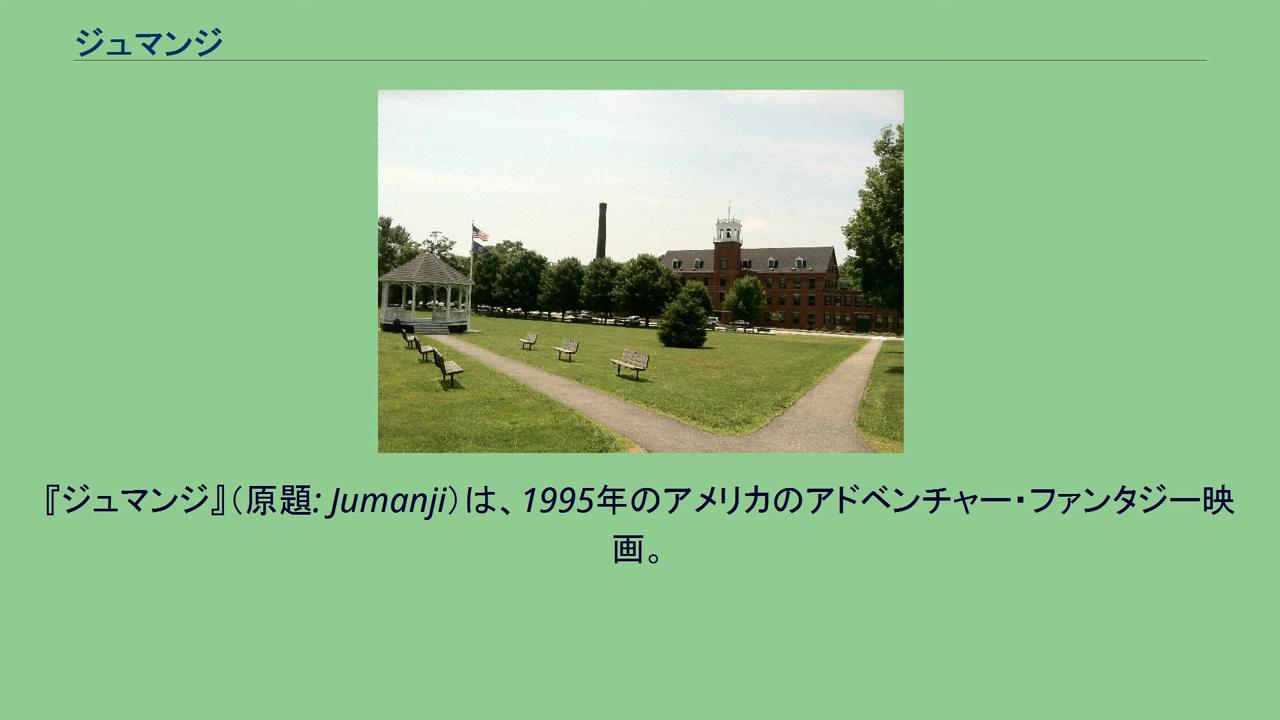 ジュマンジ
『ジュマンジ』（原題: Jumanji）は、1995年のアメリカのアドベンチャー・ファンタジー映
画。